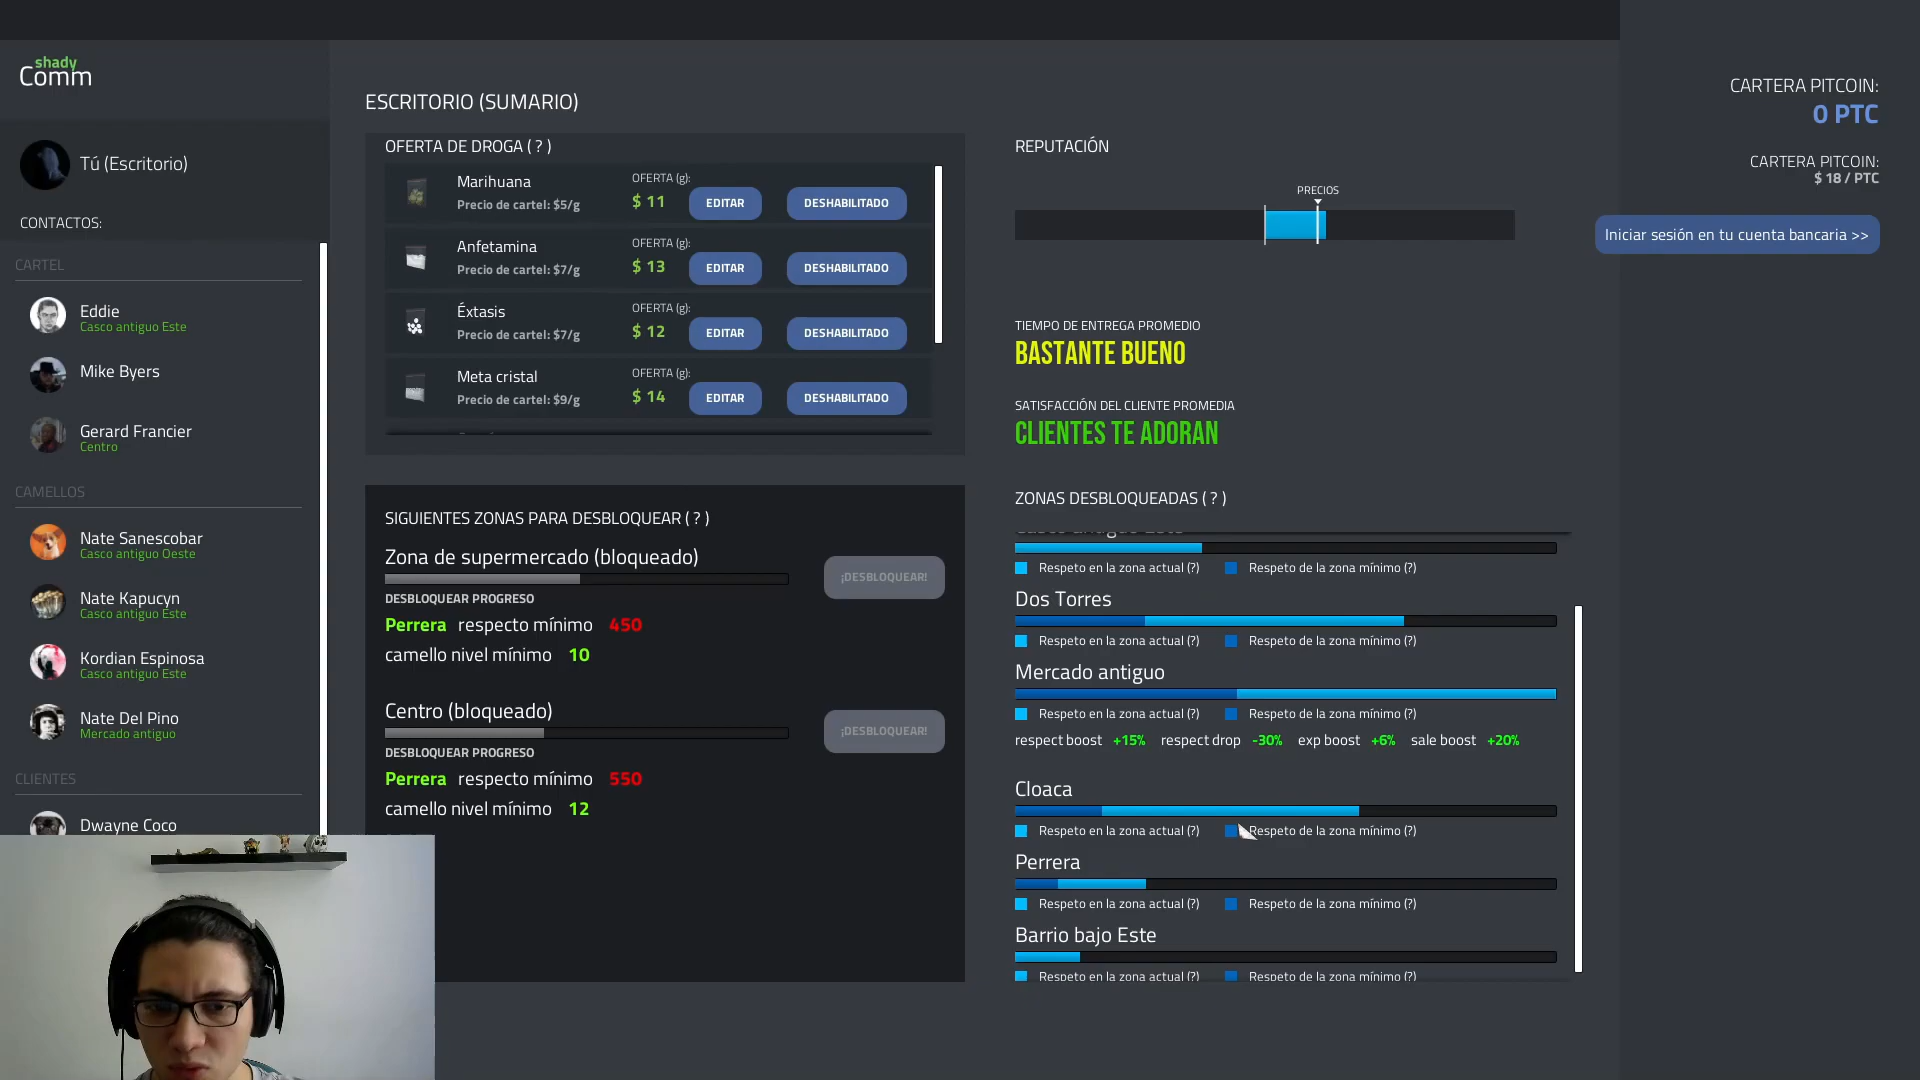 shady
Comm
Tú (Escritorio)
CONTACTOS:
CARTEL
Eddie
Casco antiguo Este
Mike Byers
Gerard Francier
Centro
CAMELLOS
Nate Sanescobar
Casco antiguo Oeste
Nate Kapucyn
Casco antiguo Este
Kordian Espinosa
Casco antiguo Este
Nate Del Pino
Mercado antiguo
CLIENTES
Dwayne Coco
ESCRITORIO (SUMARIO)
OFERTA DE DROGA ( ? )
Marihuana
Precio de cartel: $5/g
OFERTA (g):
$ 11
EDITAR
DESHABILITADO
Anfetamina
Precio de cartel: $7/g
OFERTA (g):
$ 13
EDITAR
DESHABILITADO
Éxtasis
Precio de cartel: $7/g
OFERTA (g):
$ 12
EDITAR
DESHABILITADO
Meta cristal
Precio de cartel: $9/g
OFERTA (g):
$ 14
EDITAR
DESHABILITADO
SIGUIENTES ZONAS PARA DESBLOQUEAR ( ? )
Zona de supermercado (bloqueado)
¡DESBLOQUEAR!
DESBLOQUEAR PROGRESO
Perrera respecto mínimo 450
camello nivel mínimo 10
Centro (bloqueado)
¡DESBLOQUEAR!
DESBLOQUEAR PROGRESO
Perrera respecto mínimo 550
camello nivel mínimo 12
REPUTACIÓN
PRECIOS
TIEMPO DE ENTREGA PROMEDIO
BASTANTE BUENO
SATISFACCIÓN DEL CLIENTE PROMEDIA
CLIENTES TE ADORAN
ZONAS DESBLOQUEADAS ( ? )
Casco antiguo Este
Respeto en la zona actual (?) Respeto de la zona mínimo (?)
Dos Torres
Respeto en la zona actual (?) Respeto de la zona mínimo (?)
Mercado antiguo
Respeto en la zona actual (?) Respeto de la zona mínimo (?)
respect boost +15% respect drop -30% exp boost +6% sale boost +20%
Cloaca
Respeto en la zona actual (?) Respeto de la zona mínimo (?)
Perrera
Respeto en la zona actual (?) Respeto de la zona mínimo (?)
Barrio bajo Este
Respeto en la zona actual (?) Respeto de la zona mínimo (?)
CARTERA PITCOIN:
0 PTC
CARTERA PITCOIN:
$ 18 / PTC
Iniciar sesión en tu cuenta bancaria >>